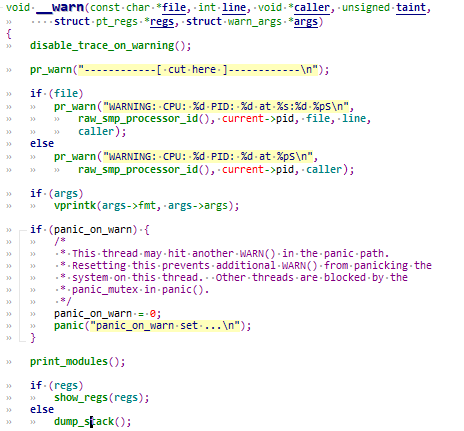 void __warn(const char *file, int line, void *caller, unsigned taint,
struct pt_regs *regs, struct warn_args *args)
{
disable_trace_on_warning();
pr_warn("------------[ cut here ]------------\n");
if (file)
pr_warn("WARNING: CPU: %d PID: %d at %s:%d %pS\n",
raw_smp_processor_id(), current->pid, file, line,
caller);
else
pr_warn("WARNING: CPU: %d PID: %d at %pS\n",
raw_smp_processor_id(), current->pid, caller);
if (args)
vprintk(args->fmt, args->args);
if (panic_on_warn) {
/*
* This thread may hit another WARN() in the panic path.
* Resetting this prevents additional WARN() from panicking the
* system on this thread. Other threads are blocked by the
* panic_mutex in panic().
*/
panic_on_warn = 0;
panic("panic_on_warn set ...\n");
}
print_modules();
if (regs)
show_regs(regs);
else
dump_stack();